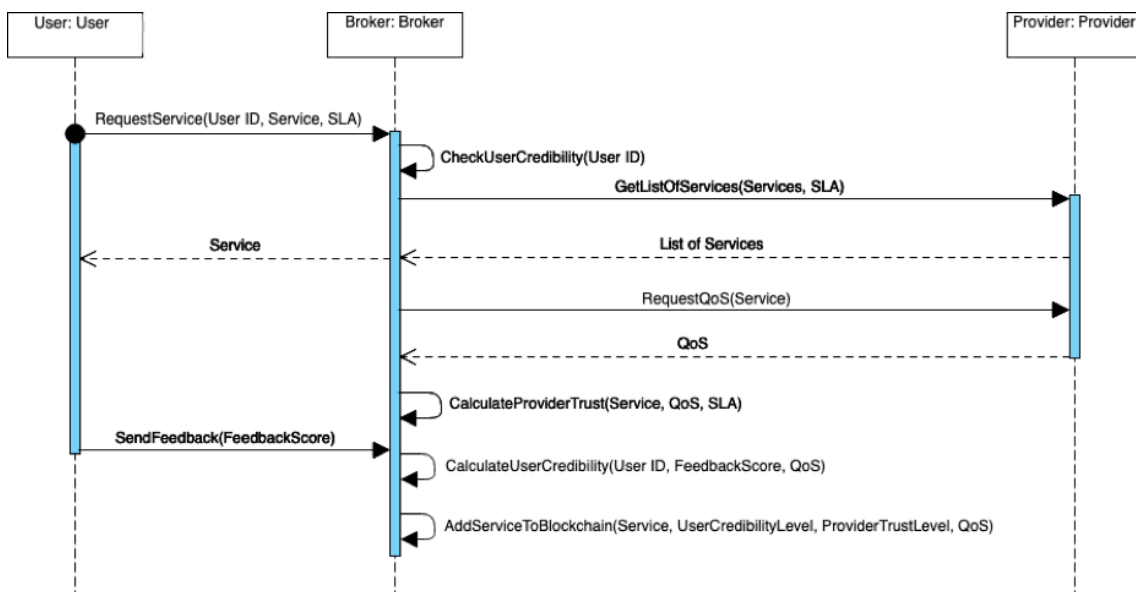 User: User
Broker: Broker
Provider: Provider
RequestService(User ID, Service, SLA)
CheckUserCredibility(User ID)
GetListOfServices(Services, SLA)
Service
List of Services
RequestQoS(Service)
QoS
CalculateProviderTrust(Service, QoS, SLA)
SendFeedback(FeedbackScore)
CalculateUserCredibility(User ID, FeedbackScore, QoS)
AddServiceToBlockchain(Service, UserCredibilityLevel, ProviderTrustLevel, QoS)